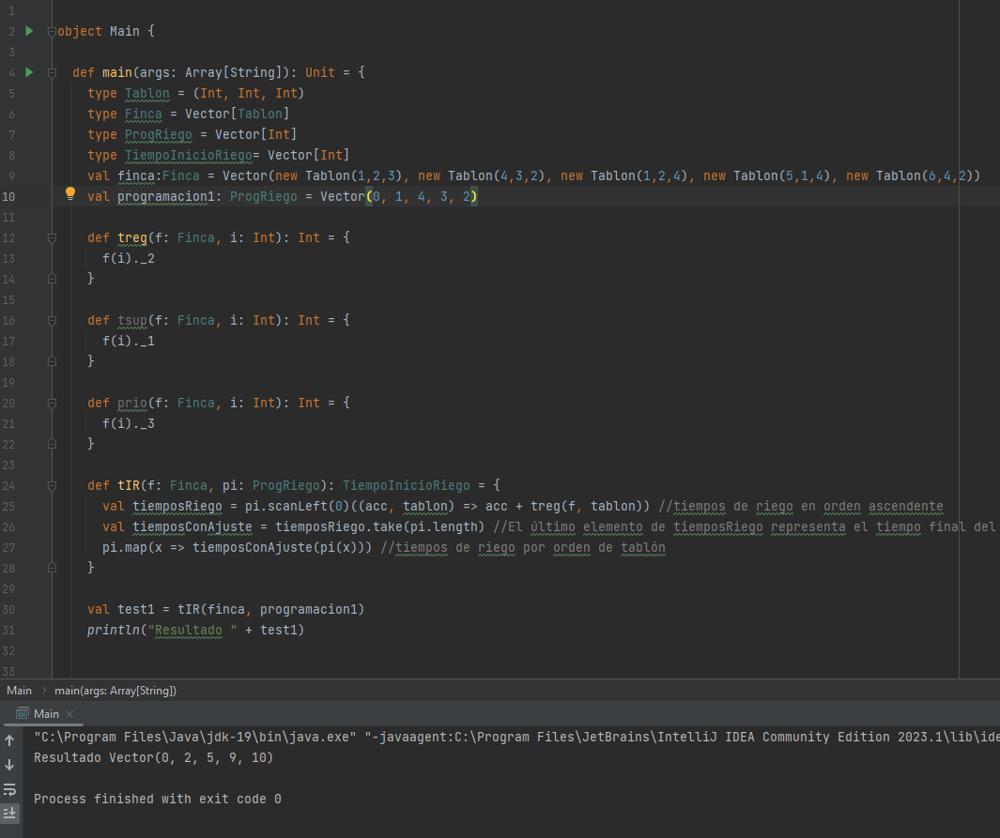 1
2 object Main {
3
4 def main(args: Array[String]): Unit = {
5 type Tablon = (Int, Int, Int)
6 type Finca = Vector[Tablon]
7 type ProgRiego = Vector[Int]
8 type TiempoInicioRiego= Vector[Int]
9 val finca:Finca = Vector(new Tablon(1,2,3), new Tablon(4,3,2), new Tablon(1,2,4), new Tablon(5,1,4), new Tablon(6,4,2))
10 val programacion1: ProgRiego = Vector(0, 1, 4, 3, 2)
11
12 def treg(f: Finca, i: Int): Int = {
13 f(i)._2
14 }
15
16 def tsup(f: Finca, i: Int): Int = {
17 f(i)._1
18 }
19
20 def prio(f: Finca, i: Int): Int = {
21 f(i)._3
22 }
23
24 def tIR(f: Finca, pi: ProgRiego): TiempoInicioRiego = {
25 val tiemposRiego = pi.scanLeft(0)((acc, tablon) => acc + treg(f, tablon)) //tiempos de riego en orden ascendente
26 val tiemposConAjuste = tiemposRiego.take(pi.length) //El último elemento de tiemposRiego representa el tiempo final del
27 pi.map(x => tiemposConAjuste(pi(x))) //tiempos de riego por orden de tablón
28 }
29
30 val test1 = tIR(finca, programacion1)
31 println("Resultado " + test1)
32
33
Main > main(args: Array[String])
Main ×
"C:\Program Files\Java\jdk-19\bin\java.exe" "-javaagent:C:\Program Files\JetBrains\IntelliJ IDEA Community Edition 2023.1\lib\ide
Resultado Vector(0, 2, 5, 9, 10)
Process finished with exit code 0